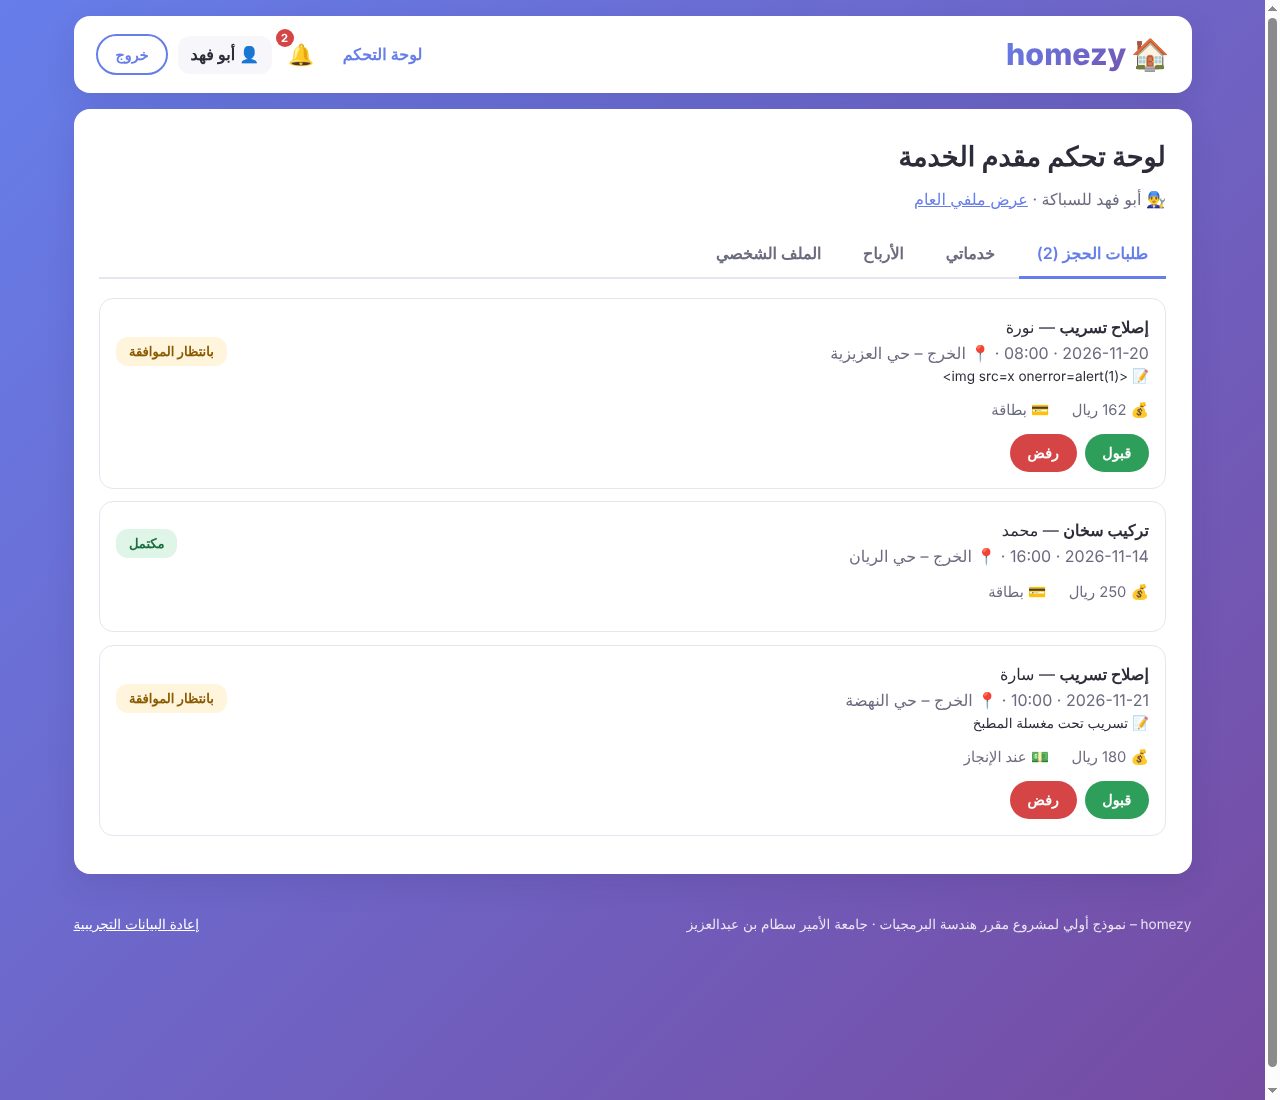 🏠 homezy
لوحة التحكم
🔔 2
👤 أبو فهد
خروج
لوحة تحكم مقدم الخدمة
👨‍🔧 أبو فهد للسباكة · عرض ملفي العام
طلبات الحجز (2)
خدماتي
الأرباح
الملف الشخصي
إصلاح تسريب — نورة
2026-11-20 · 08:00 · 📍 الخرج – حي العزيزية
📝 <img src=x onerror=alert(1)>
💰 162 ريال 💳 بطاقة
قبول
رفض
بانتظار الموافقة
تركيب سخان — محمد
2026-11-14 · 16:00 · 📍 الخرج – حي الريان
💰 250 ريال 💳 بطاقة
مكتمل
إصلاح تسريب — سارة
2026-11-21 · 10:00 · 📍 الخرج – حي النهضة
📝 تسريب تحت مغسلة المطبخ
💰 180 ريال 💵 عند الإنجاز
قبول
رفض
بانتظار الموافقة
homezy – نموذج أولي لمشروع مقرر هندسة البرمجيات · جامعة الأمير سطام بن عبدالعزيز
إعادة البيانات التجريبية